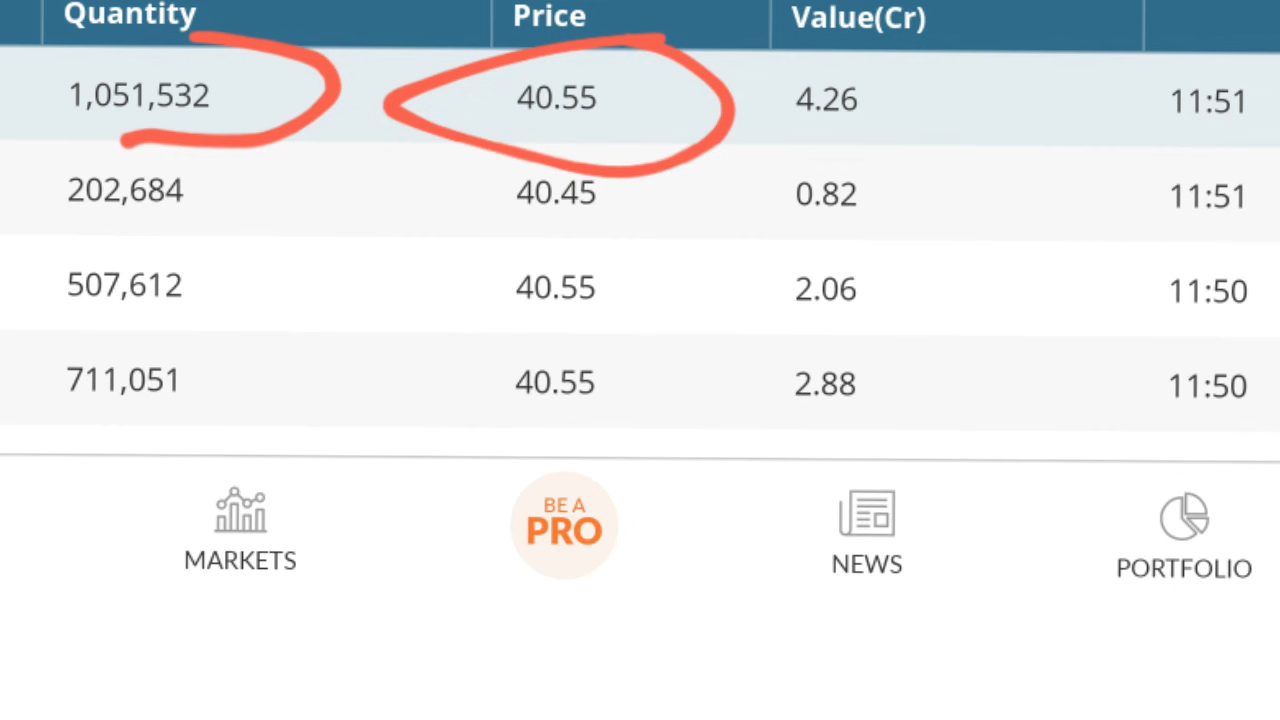 Quantity Price Value(Cr)
1,051,532 40.55 4.26 11:51
202,684 40.45 0.82 11:51
507,612 40.55 2.06 11:50
711,051 40.55 2.88 11:50
BE A
PRO
MARKETS NEWS PORTFOLIO